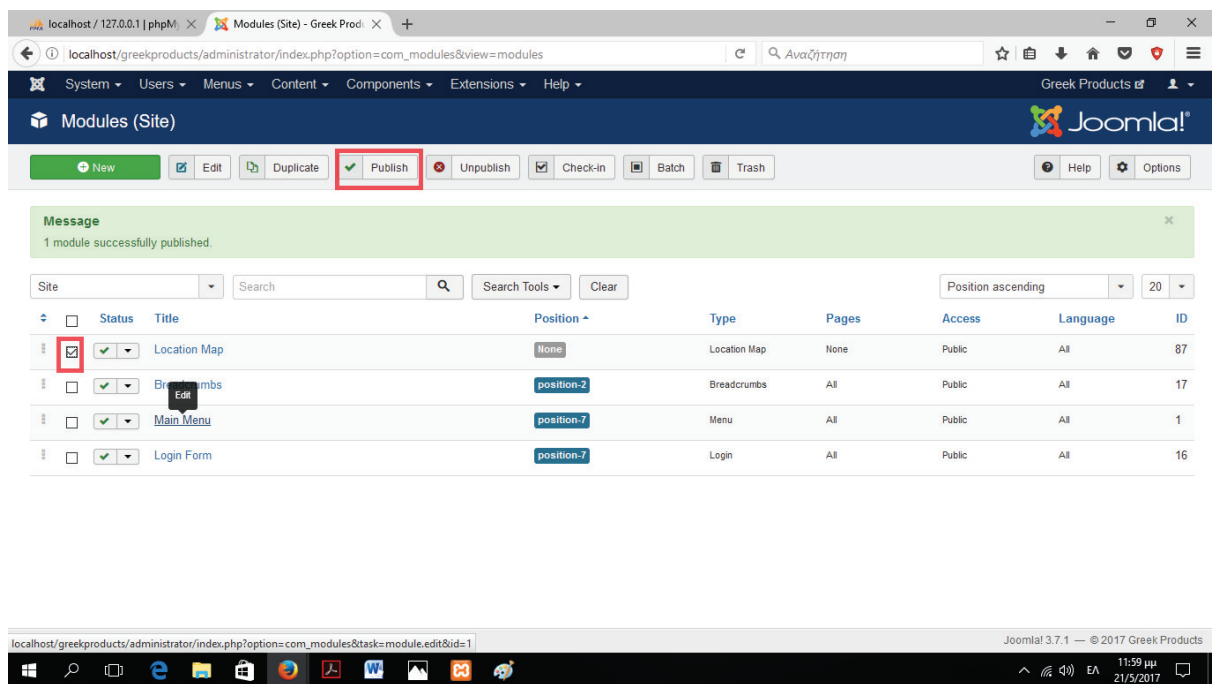 localhost / 127.0.0.1 | phpM
Modules (Site) - Greek Produ
localhost/greekproducts/administrator/index.php?option=com_modules&view=modules
Αναζήτηση
System Users Menus Content Components Extensions Help Greek Products
Modules (Site) Joomla!®
New Edit Duplicate Publish Unpublish Check-in Batch Trash Help Options
Message
1 module successfully published.
Site Search Search Tools Clear Position ascending 20
Status Title Position Type Pages Access Language ID
Location Map None Location Map None Public All 87
Breadcrumbs position-2 Breadcrumbs All Public All 17
Edit
Main Menu position-7 Menu All Public All 1
Login Form position-7 Login All Public All 16
localhost/greekproducts/administrator/index.php?option=com_modules&task=module.edit&id=1
Joomla! 3.7.1 — © 2017 Greek Products
ΕΛ 11:59 μμ
21/5/2017